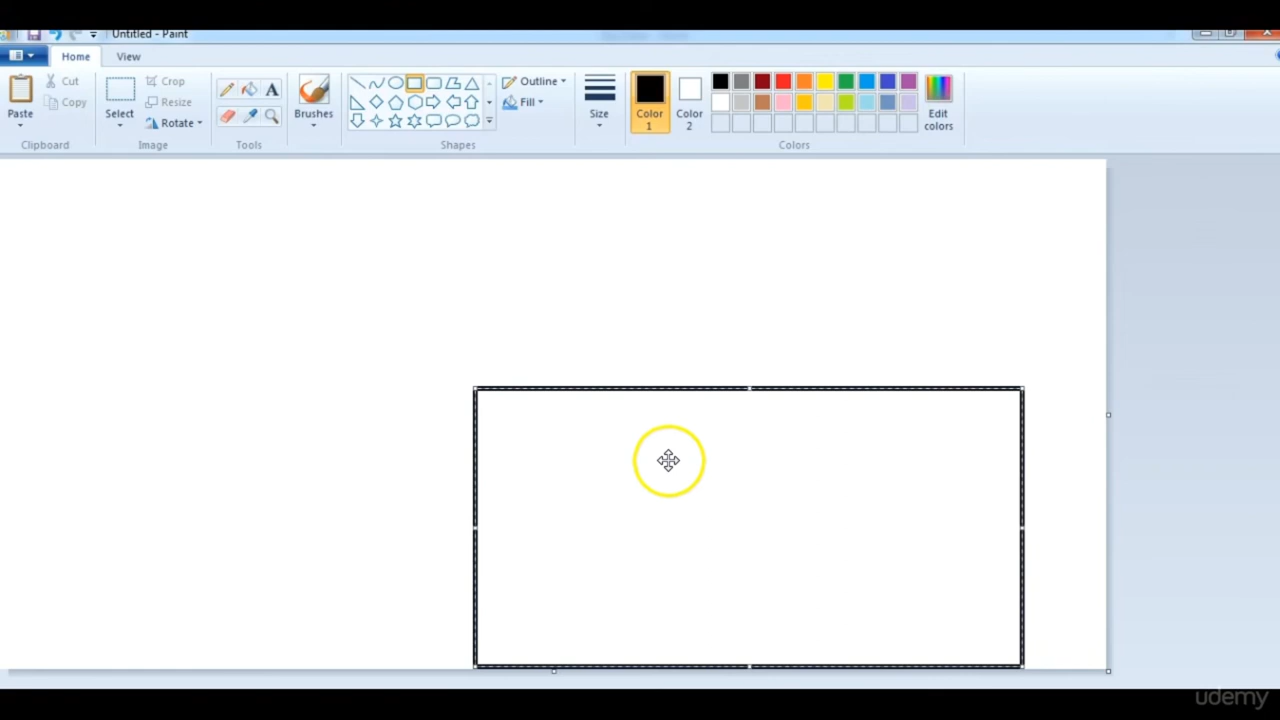 Untitled - Paint
Home View
Paste
Cut
Copy
Clipboard
Select
Crop
Resize
Rotate
Image
A
Tools
Brushes
Outline
Fill
Shapes
Size
Color 1
Color 2
Edit colors
Colors
udemy